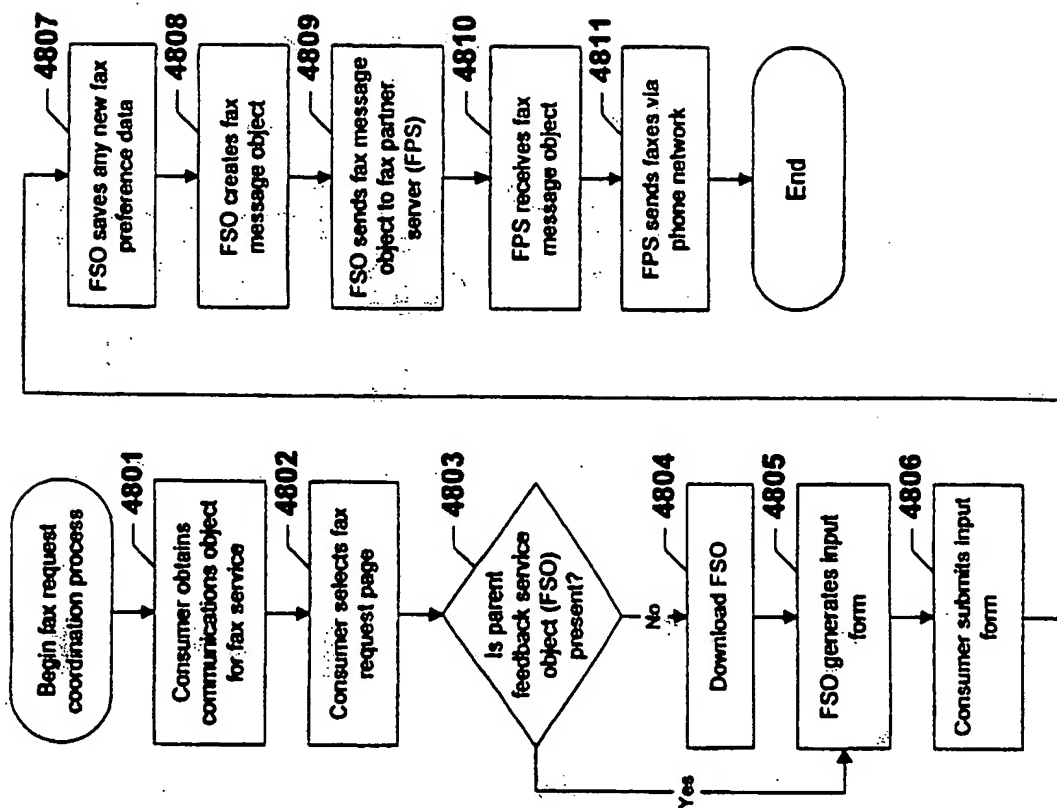 Begin fax request
coordination process
4801
Consumer obtains
communications object
for fax service
4802
Consumer selects fax
request page
4803
Is parent
feedback service
object (FSO)
present?
Yes
No
4804
Download FSO
4805
FSO generates input
form
4806
Consumer submits input
form
4807
FSO saves any new fax
preference data
4808
FSO creates fax
message object
4809
FSO sends fax message
object to fax partner
server (FPS)
4810
FPS receives fax
message object
4811
FPS sends faxes via
phone network
End